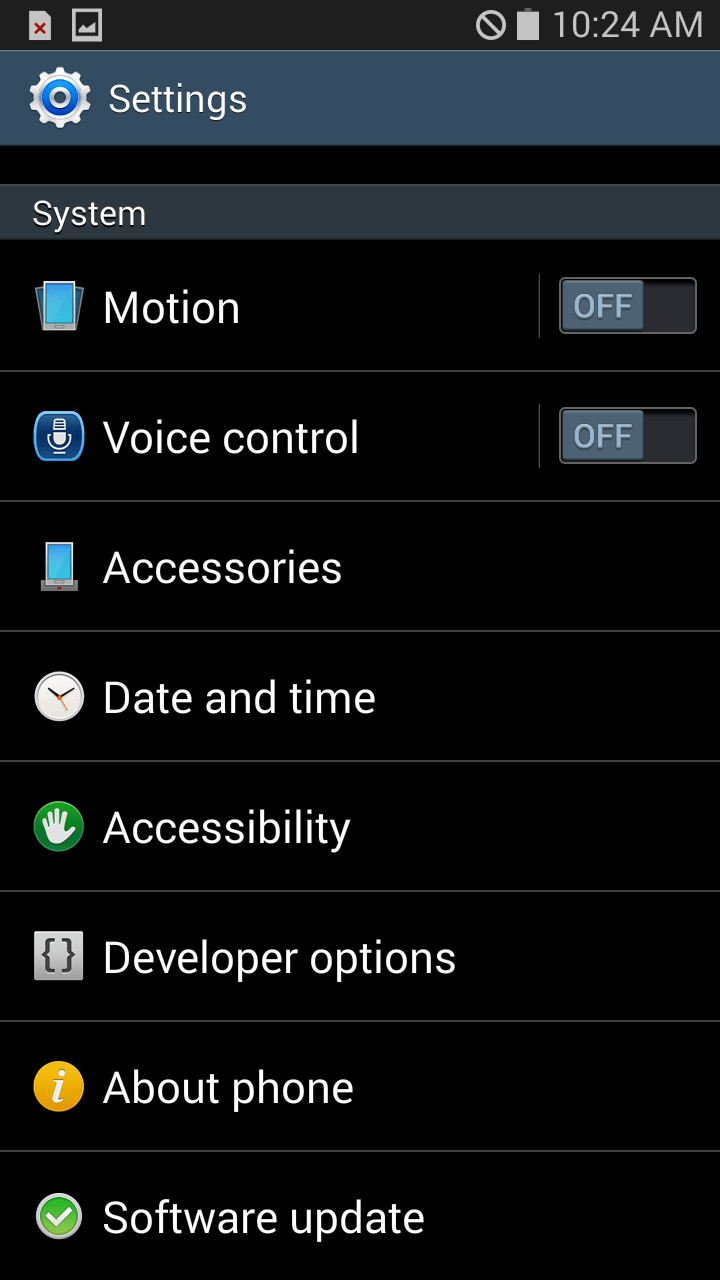 10:24 AM
Settings
System
Motion
OFF
Voice control
OFF
Accessories
Date and time
Accessibility
{} Developer options
i About phone
Software update